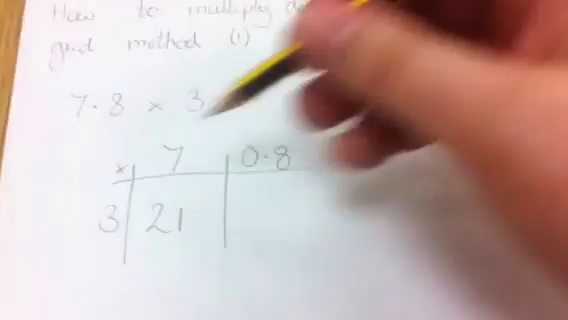 How to multiply
grid method (1)
7.8 x 3
x 7 0.8
3 21